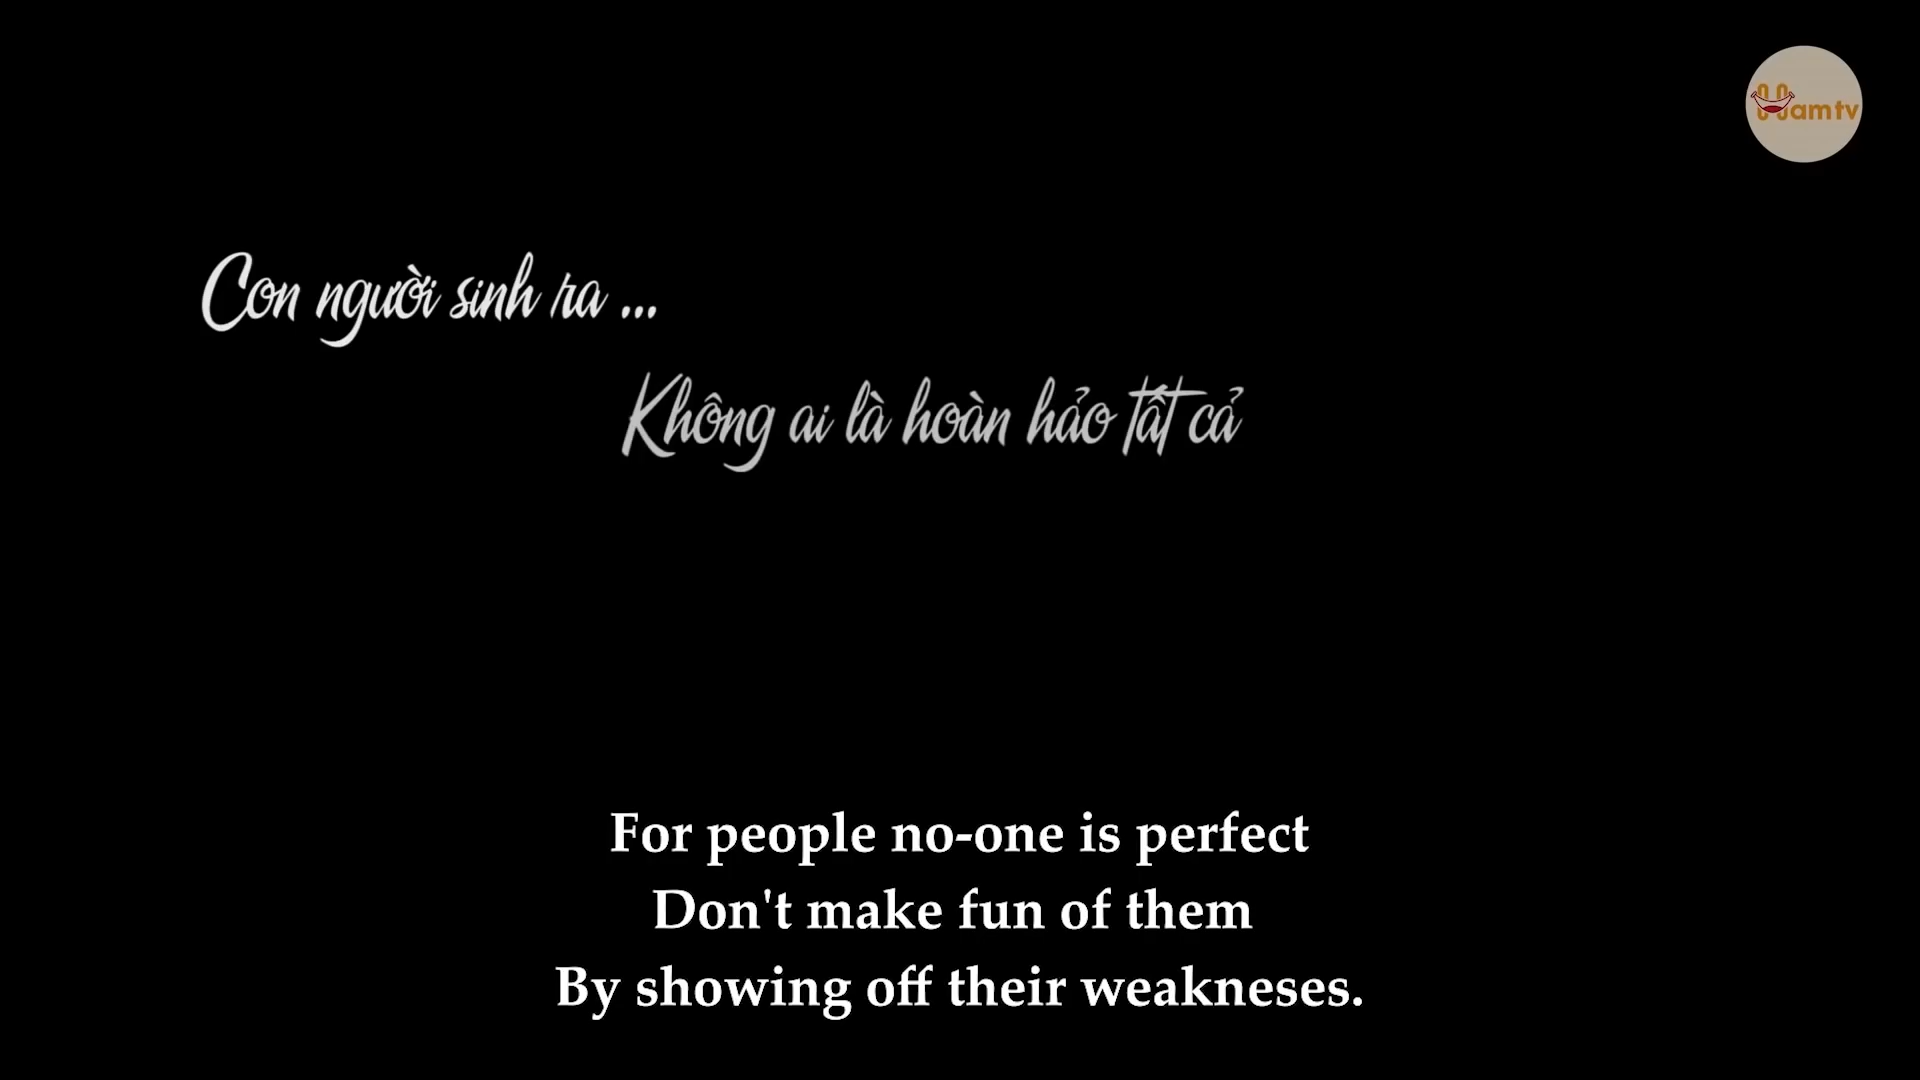 Hamtv
Con người sinh ra ...
Không ai là hoàn hảo tất cả
For people no-one is perfect
Don't make fun of them
By showing off their weakneses.